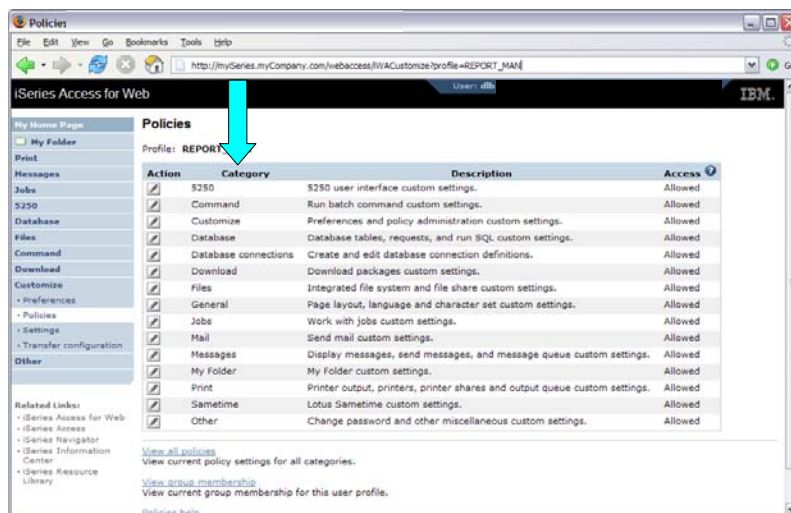 Policies
File Edit View Go Bookmarks Tools Help
http://myiSeries.myCompany.com/webaccess/iWACustomize?profile=REPORT_MAN
G
iSeries Access for Web
User: dlb
IBM.
My Home Page
My Folder
Print
Messages
Jobs
5250
Database
Files
Command
Download
Customize
• Preferences
• Policies
• Settings
• Transfer configuration
Other
Related Links:
• iSeries Access for Web
• iSeries Access
• iSeries Navigator
• iSeries Information Center
• iSeries Resource Library
Policies
Profile: REPORT_
Action Category Description Access
5250 5250 user interface custom settings. Allowed
Command Run batch command custom settings. Allowed
Customize Preferences and policy administration custom settings. Allowed
Database Database tables, requests, and run SQL custom settings. Allowed
Database connections Create and edit database connection definitions. Allowed
Download Download packages custom settings. Allowed
Files Integrated file system and file share custom settings. Allowed
General Page layout, language and character set custom settings. Allowed
Jobs Work with jobs custom settings. Allowed
Mail Send mail custom settings. Allowed
Messages Display messages, send messages, and message queue custom settings. Allowed
My Folder My Folder custom settings. Allowed
Print Printer output, printers, printer shares and output queue custom settings. Allowed
Sametime Lotus Sametime custom settings. Allowed
Other Change password and other miscellaneous custom settings. Allowed
View all policies
View current policy settings for all categories.
View group membership
View current group membership for this user profile.
Policies help